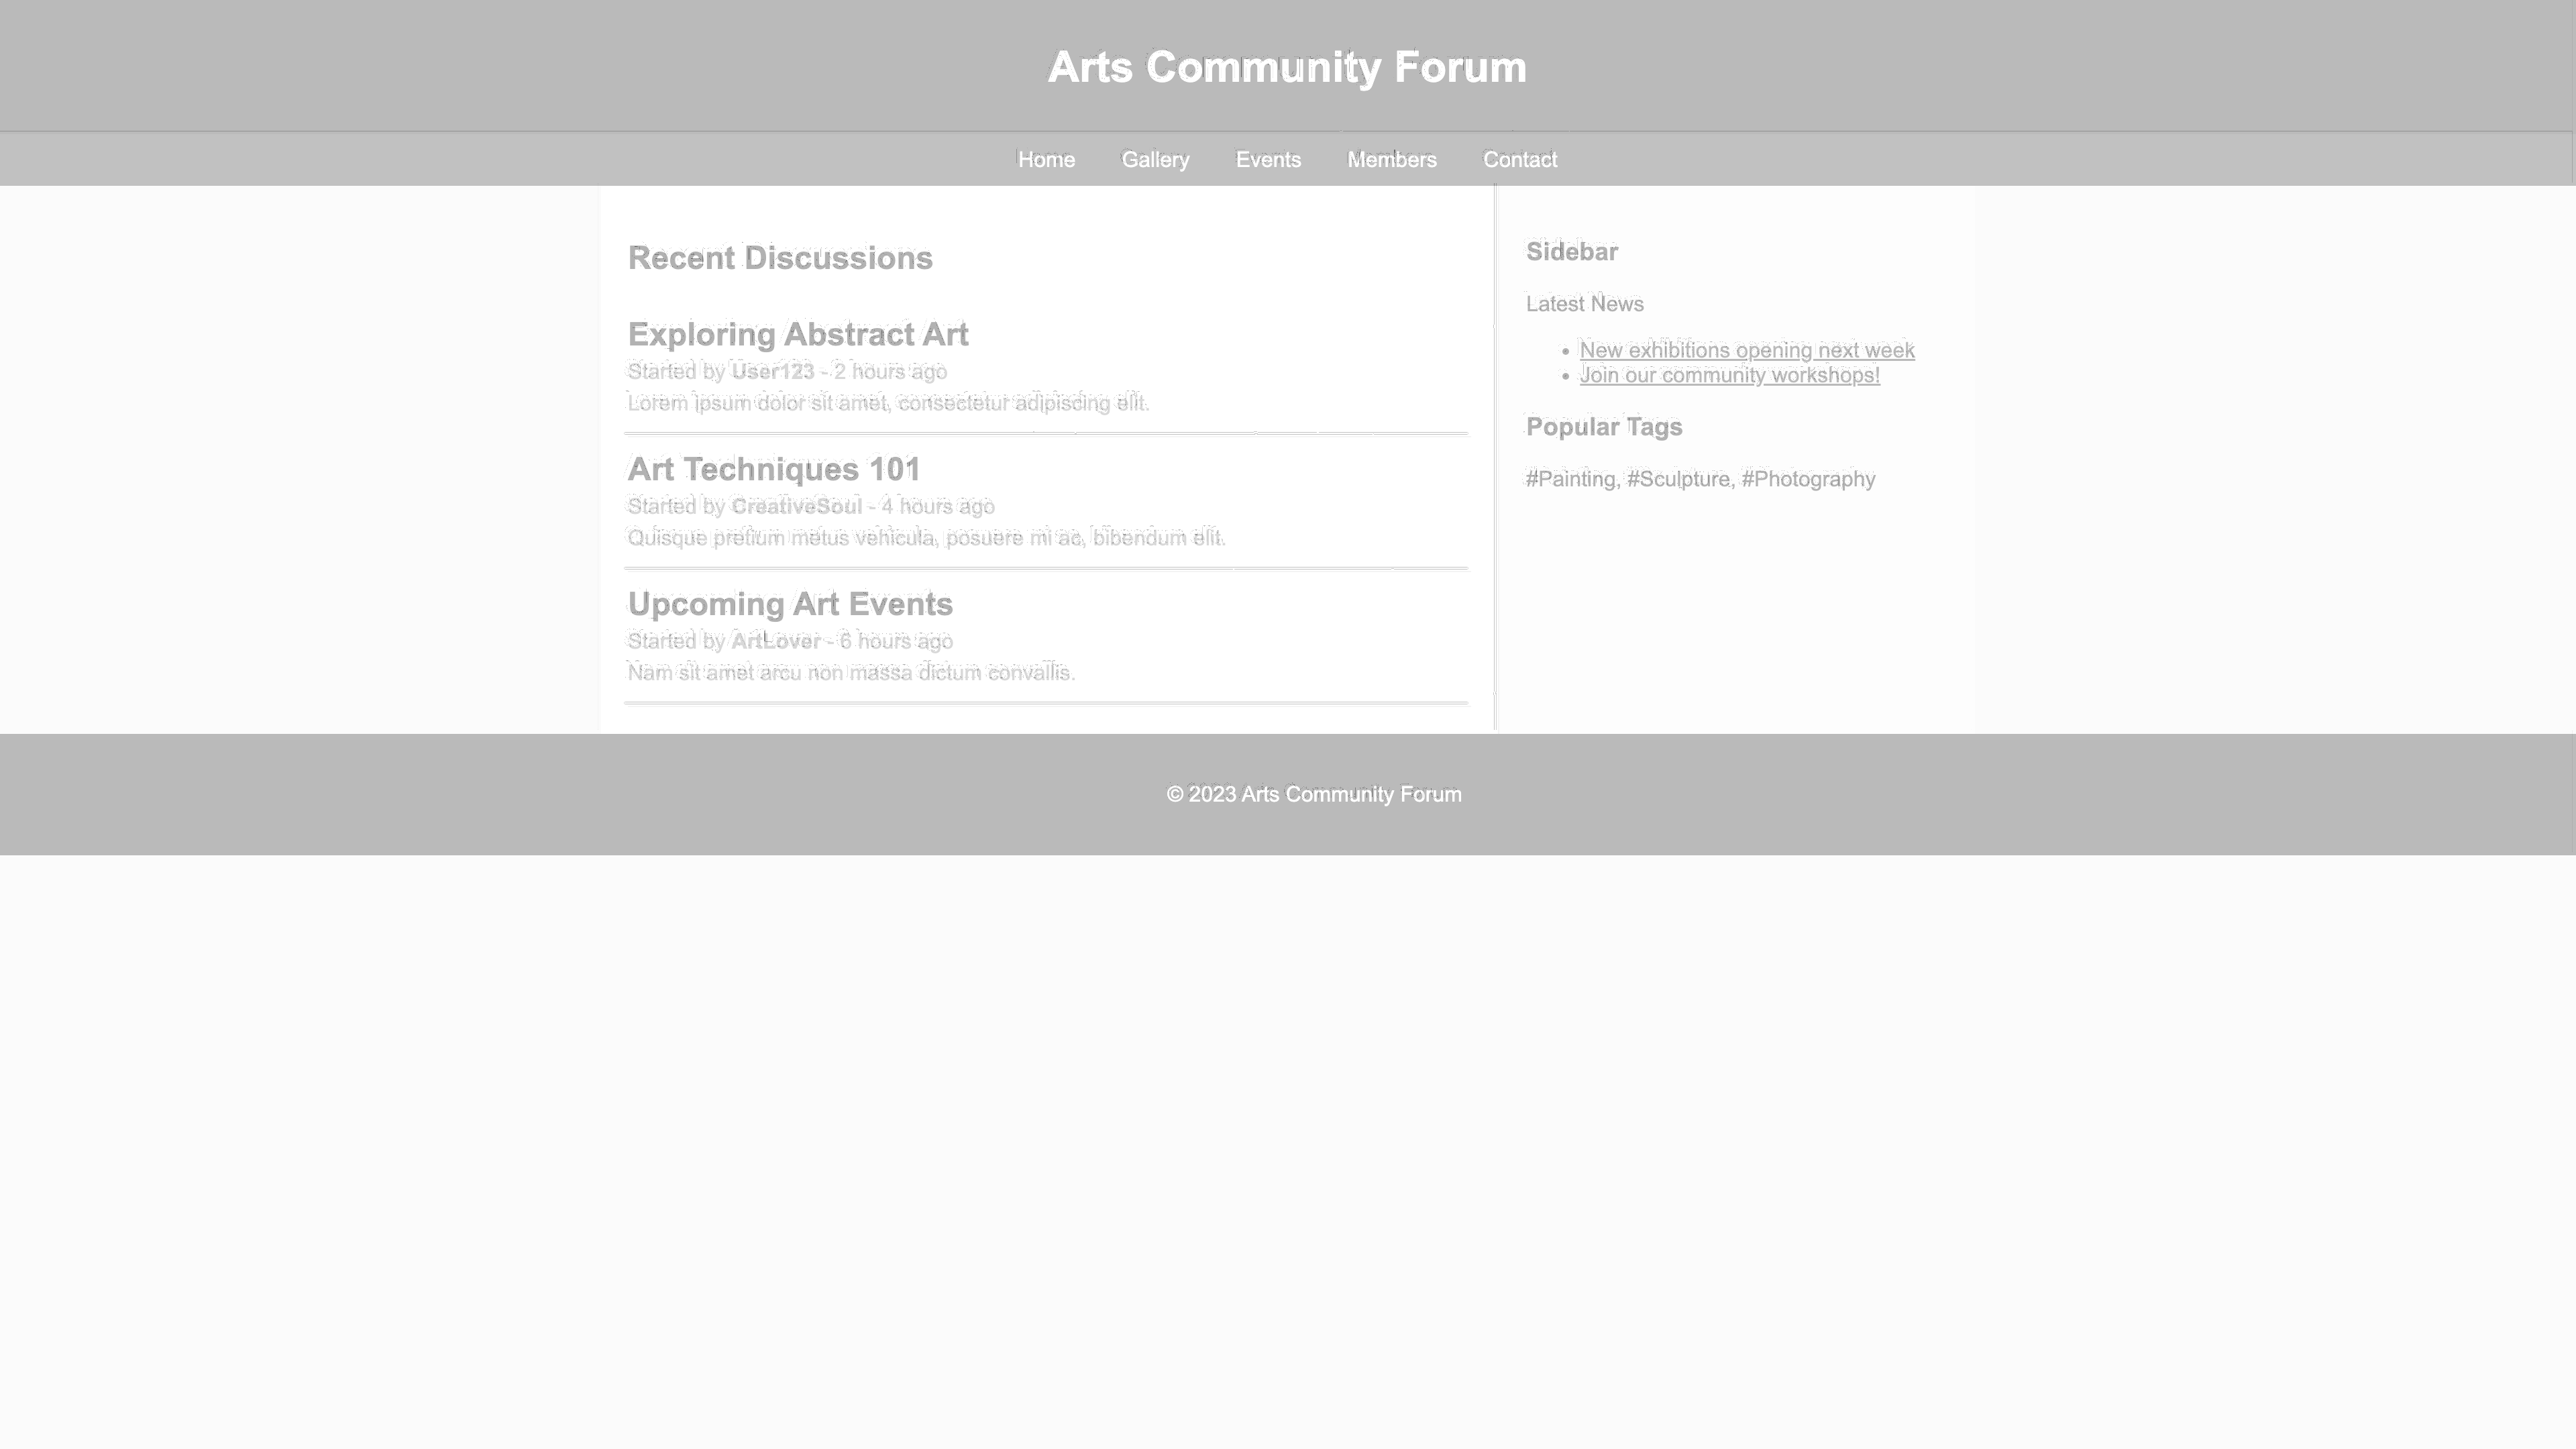 Arts Community Forum
Home Gallery Events Members Contact
Recent Discussions
Exploring Abstract Art
Started by User123 - 2 hours ago
Lorem ipsum dolor sit amet, consectetur adipiscing elit.
Art Techniques 101
Started by CreativeSoul - 4 hours ago
Quisque pretium metus vehicula, posuere mi ac, bibendum elit.
Upcoming Art Events
Started by ArtLover - 6 hours ago
Nam sit amet arcu non massa dictum convallis.
Sidebar
Latest News
• New exhibitions opening next week
• Join our community workshops!
Popular Tags
#Painting, #Sculpture, #Photography
© 2023 Arts Community Forum